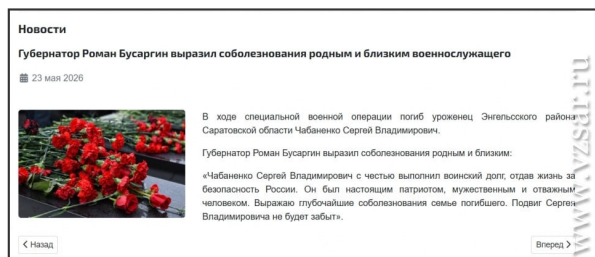 Новости
Губернатор Роман Бусаргин выразил соболезнования родным и близким военнослужащего
23 мая 2026
В ходе специальной военной операции погиб уроженец Энгельсского района
Саратовской области Чабаненко Сергей Владимирович.
Губернатор Роман Бусаргин выразил соболезнования родным и близким:
«Чабаненко Сергей Владимирович с честью выполнил воинский долг, отдав жизнь за
безопасность России. Он был настоящим патриотом, мужественным и отважным
человеком. Выражаю глубочайшие соболезнования семье погибшего. Подвиг Сергея
Владимировича не будет забыт».
Назад
Вперед
www.vzsar.ru